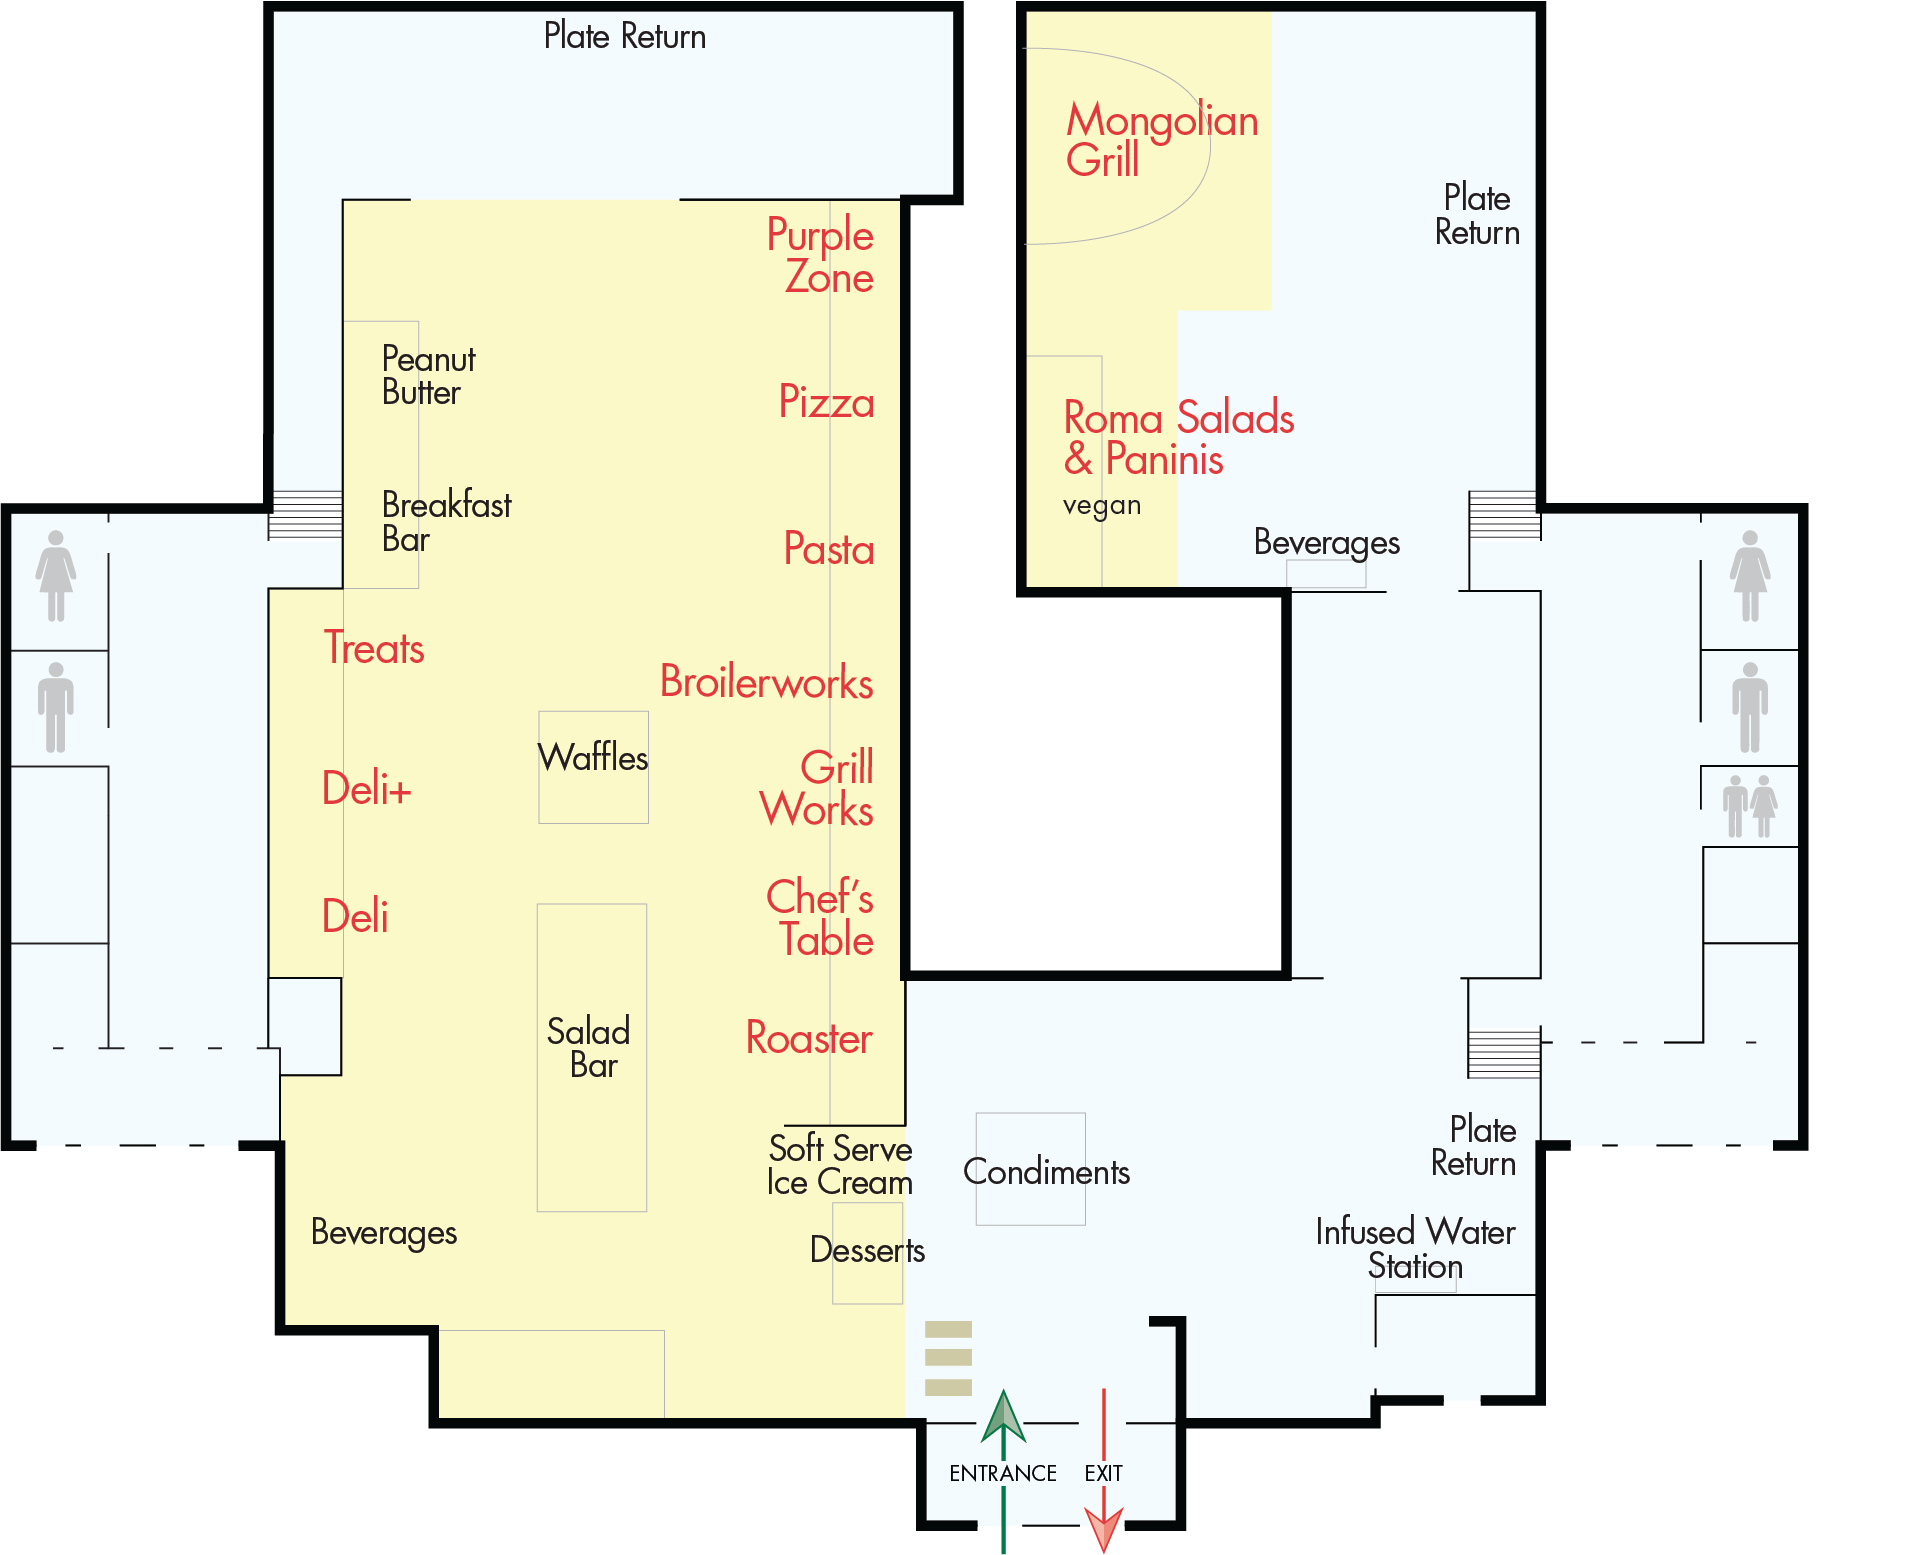 Plate Return
Mongolian
Grill
Plate
Return
Purple
Zone
Peanut
Butter
Pizza
Roma Salads
& Paninis
vegan
Breakfast
Bar
Pasta
Beverages
Treats
Broilerworks
Waffles
Grill
Works
Deli+
Chef's
Table
Deli
Salad
Bar
Roaster
Soft Serve
Ice Cream
Condiments
Plate
Return
Beverages
Desserts
Infused Water
Station
ENTRANCE
EXIT